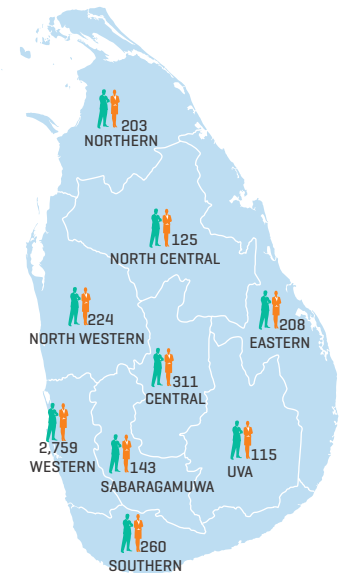 203
NORTHERN
125
NORTH CENTRAL
224
NORTH WESTERN
208
EASTERN
311
CENTRAL
2,759
WESTERN
143
SABARAGAMUWA
115
UVA
260
SOUTHERN